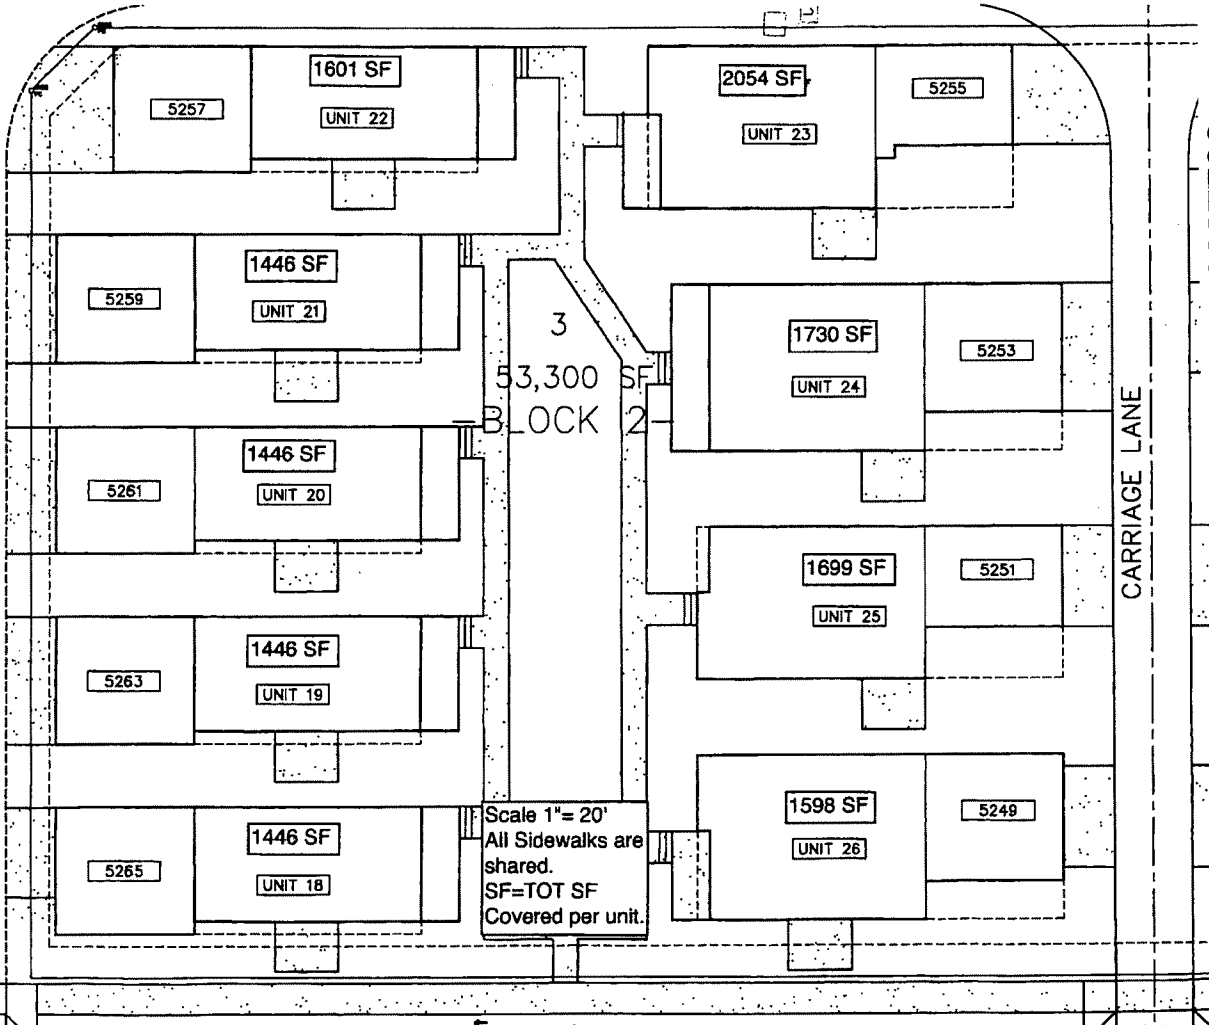 1601 SF
5257
UNIT 22
2054 SF
5255
UNIT 23
1446 SF
5259
UNIT 21
3
53,300 SF
BLOCK 2
1730 SF
5253
UNIT 24
CARRIAGE LANE
1446 SF
5261
UNIT 20
1699 SF
5251
UNIT 25
1446 SF
5263
UNIT 19
1598 SF
5249
UNIT 26
1446 SF
5265
UNIT 18
Scale 1"= 20'
All Sidewalks are
shared.
SF=TOT SF
Covered per unit.